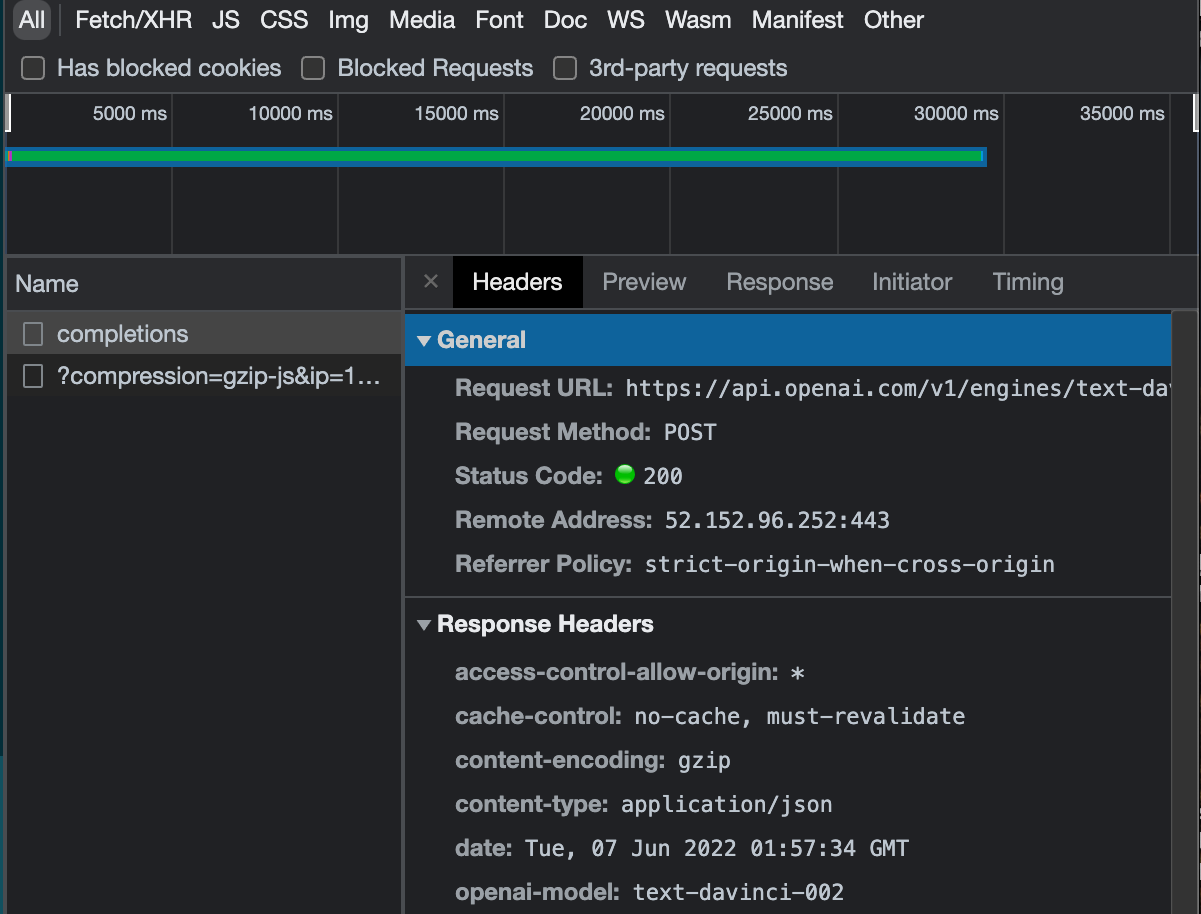 All Fetch/XHR JS CSS Img Media Font Doc WS Wasm Manifest Other
Has blocked cookies Blocked Requests 3rd-party requests
5000 ms 10000 ms 15000 ms 20000 ms 25000 ms 30000 ms 35000 ms
Name
completions
?compression=gzip-js&ip=1…
× Headers Preview Response Initiator Timing
General
Request URL: https://api.openai.com/v1/engines/text-da
Request Method: POST
Status Code: 200
Remote Address: 52.152.96.252:443
Referrer Policy: strict-origin-when-cross-origin
Response Headers
access-control-allow-origin: *
cache-control: no-cache, must-revalidate
content-encoding: gzip
content-type: application/json
date: Tue, 07 Jun 2022 01:57:34 GMT
openai-model: text-davinci-002